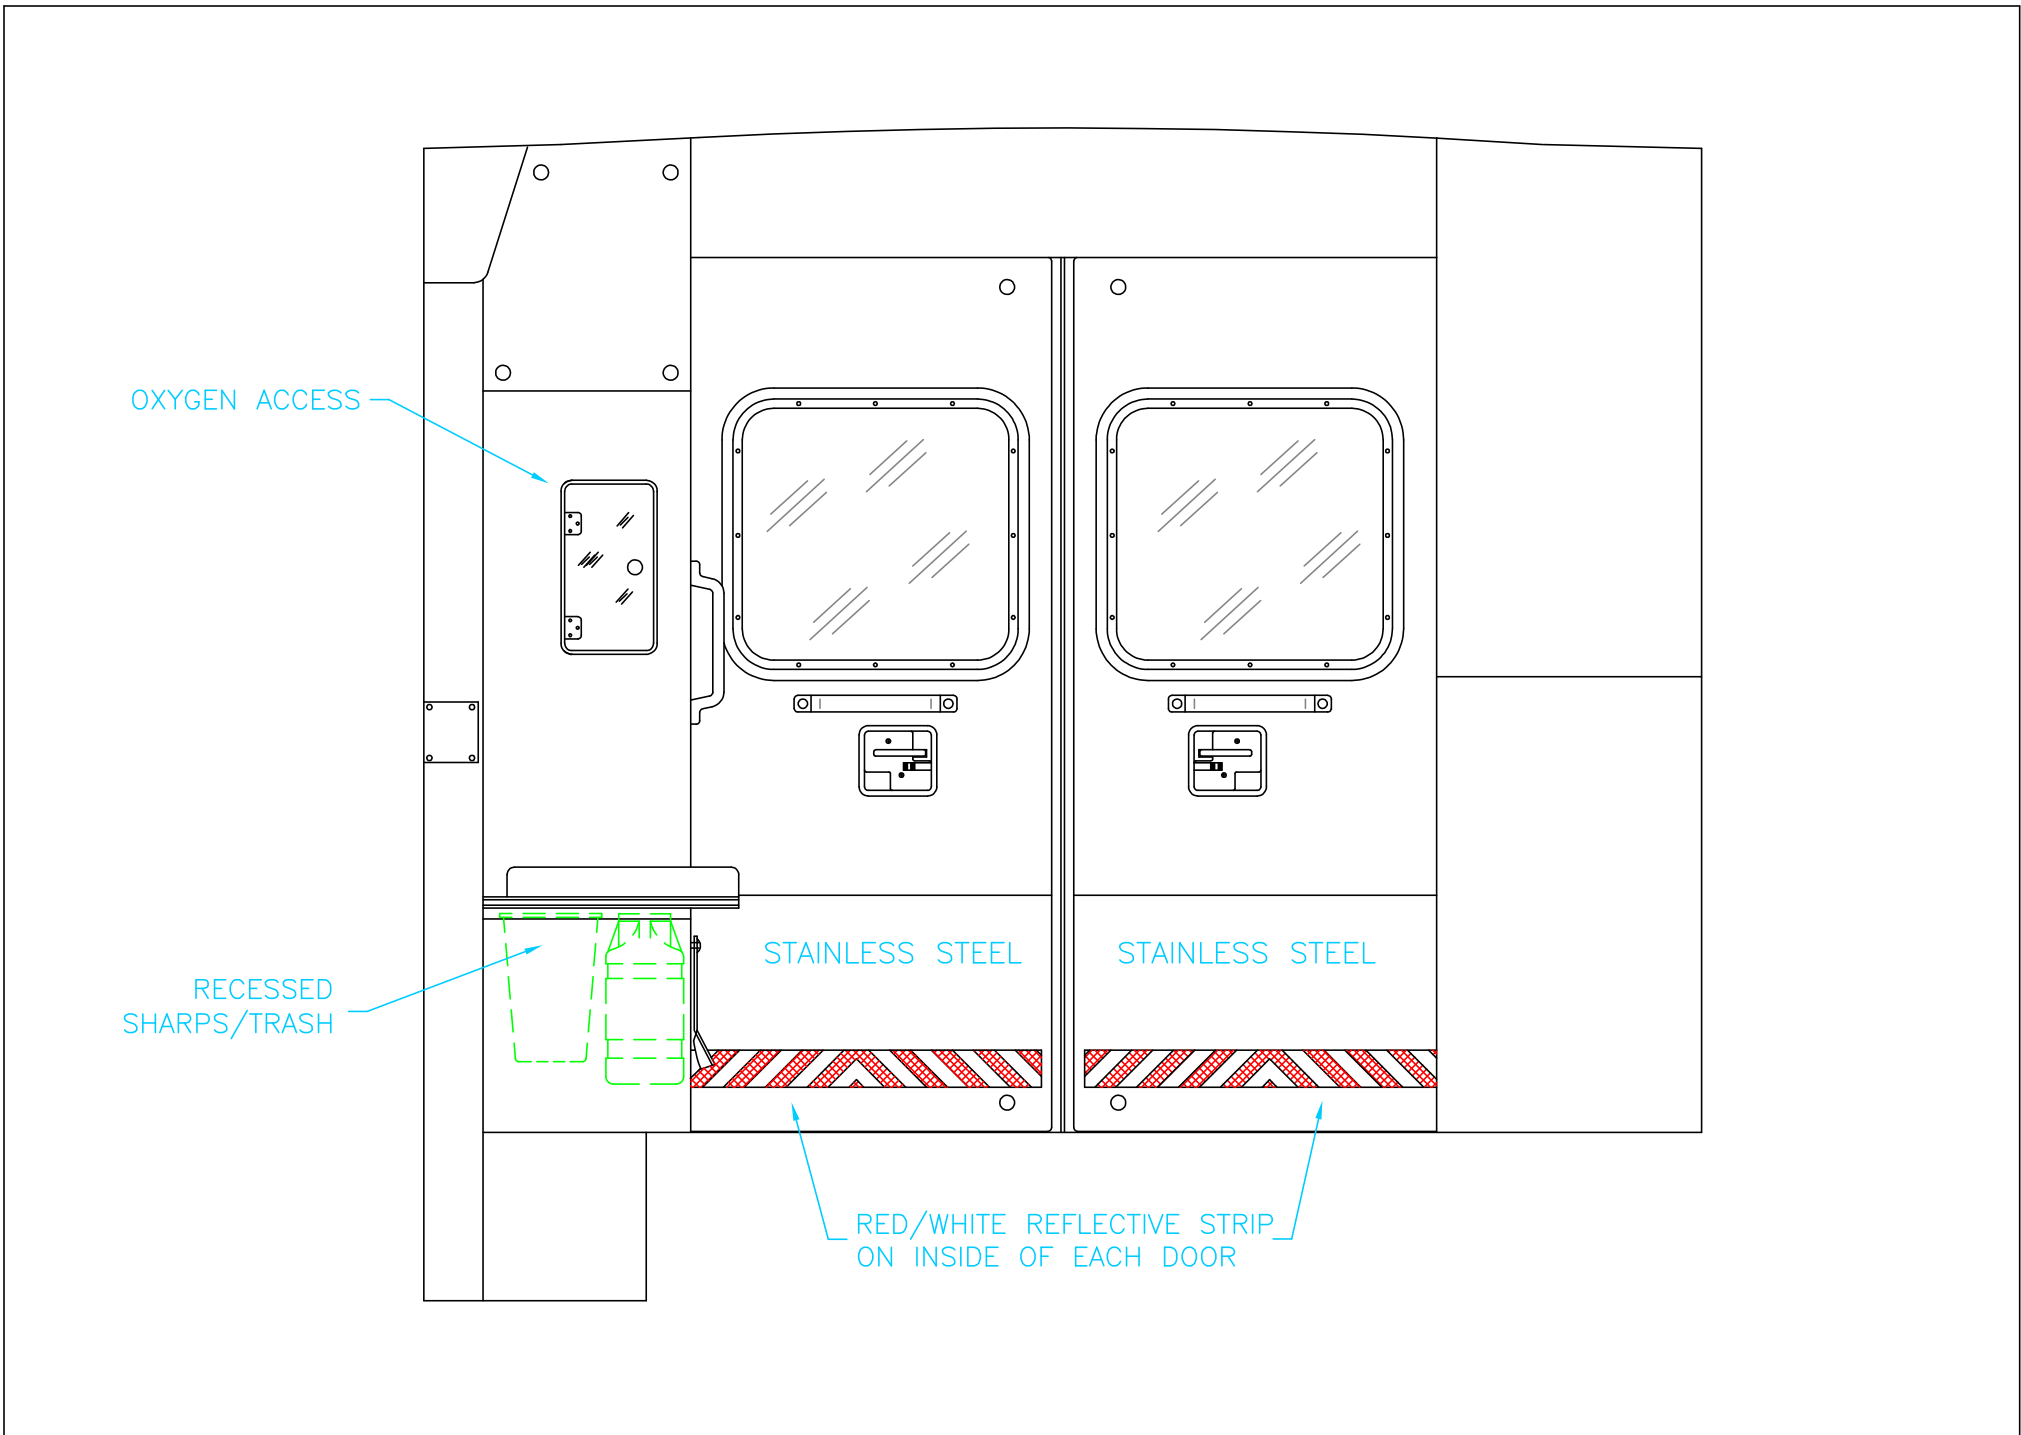 OXYGEN ACCESS
STAINLESS STEEL
STAINLESS STEEL
RECESSED
SHARPS/TRASH
RED/WHITE REFLECTIVE STRIP
ON INSIDE OF EACH DOOR